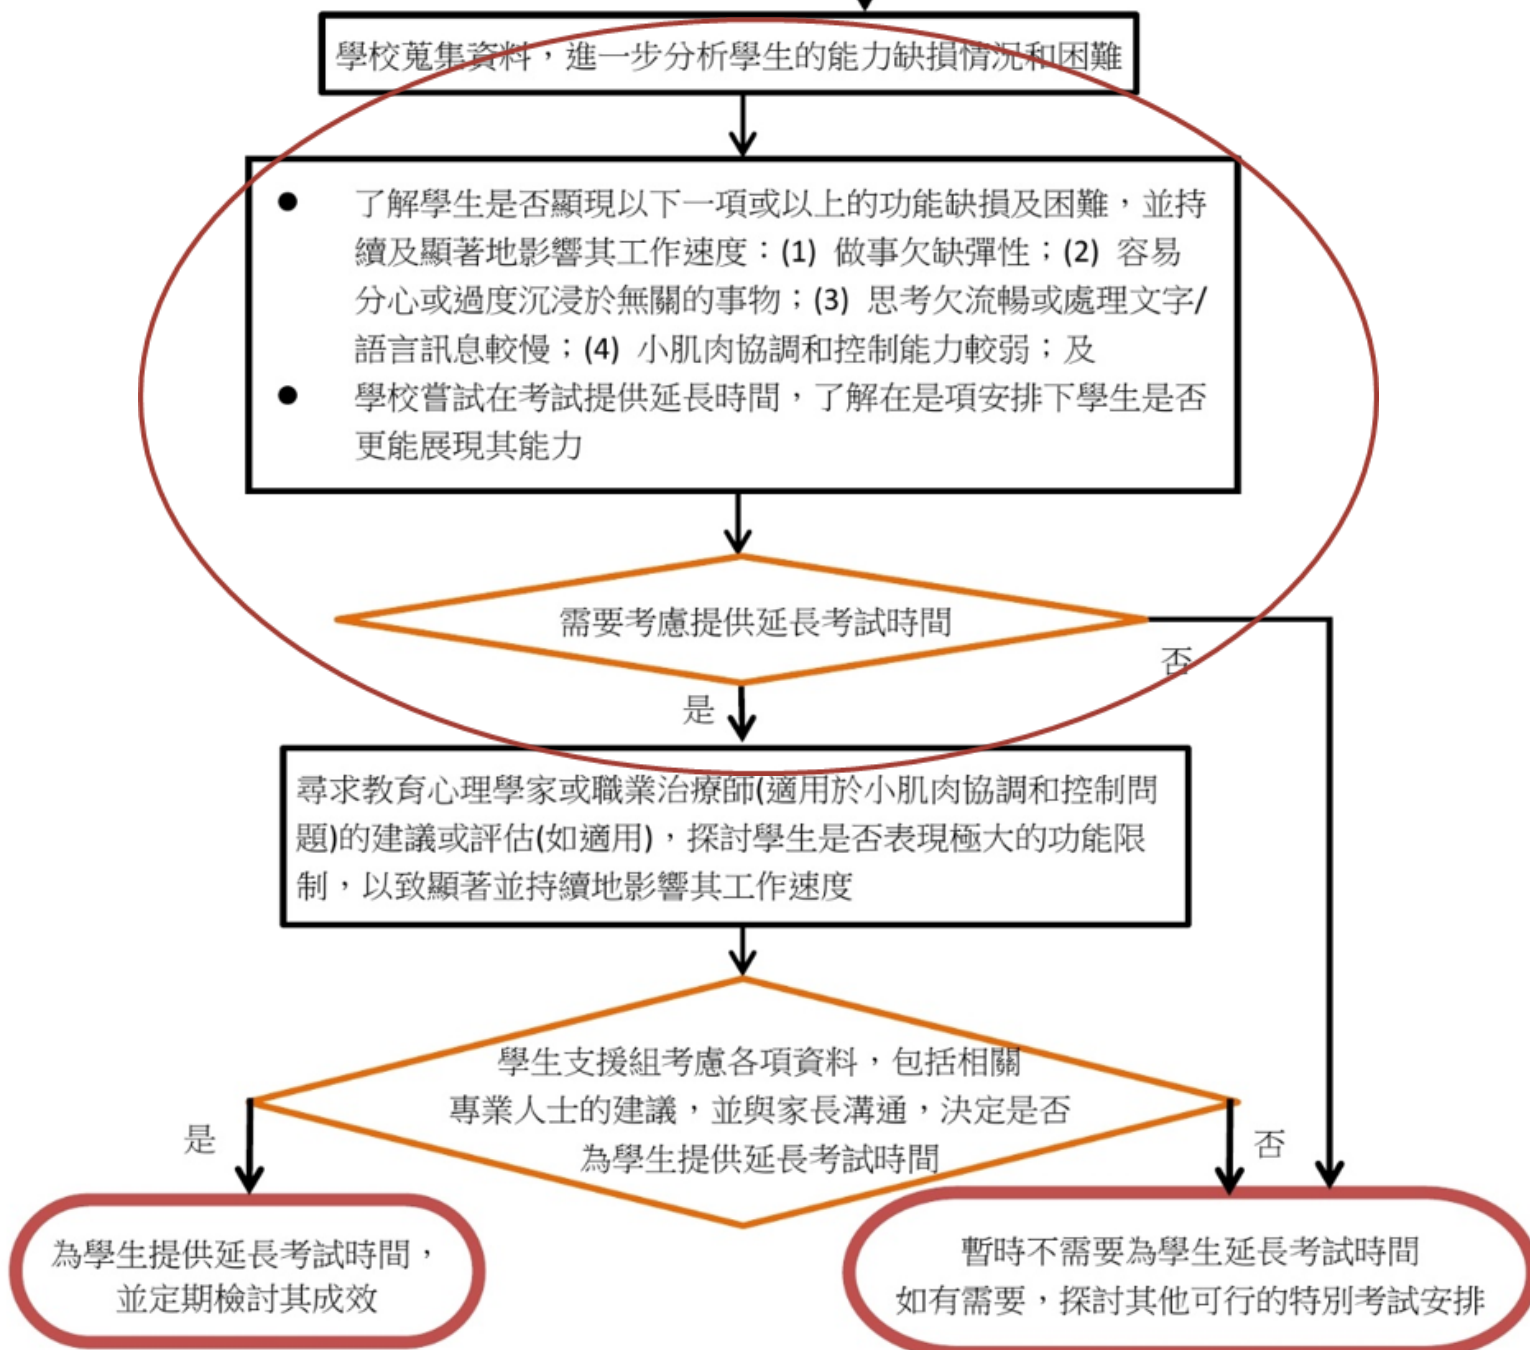 學校蒐集資料，進一步分析學生的能力缺損情況和困難
● 了解學生是否顯現以下一項或以上的功能缺損及困難，並持
續及顯著地影響其工作速度：(1) 做事欠缺彈性；(2) 容易
分心或過度沉浸於無關的事物；(3) 思考欠流暢或處理文字/
語言訊息較慢；(4) 小肌肉協調和控制能力較弱；及
● 學校嘗試在考試提供延長時間，了解在是項安排下學生是否
更能展現其能力
需要考慮提供延長考試時間
否
是
尋求教育心理學家或職業治療師(適用於小肌肉協調和控制問
題)的建議或評估(如適用)，探討學生是否表現極大的功能限
制，以致顯著並持續地影響其工作速度
學生支援組考慮各項資料，包括相關
專業人士的建議，並與家長溝通，決定是否
為學生提供延長考試時間
是
否
為學生提供延長考試時間，
並定期檢討其成效
暫時不需要為學生延長考試時間
如有需要，探討其他可行的特別考試安排